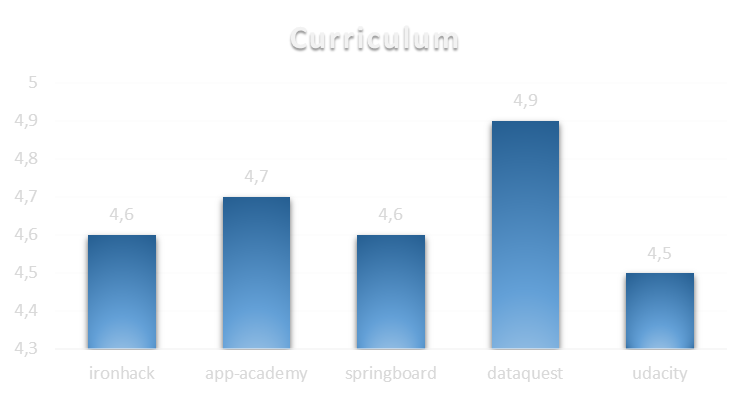 Curriculum
5
4,9
4,8
4,7
4,6
4,5
4,4
4,3
4,6
4,7
4,6
4,9
4,5
ironhack
app-academy
springboard
dataquest
udacity